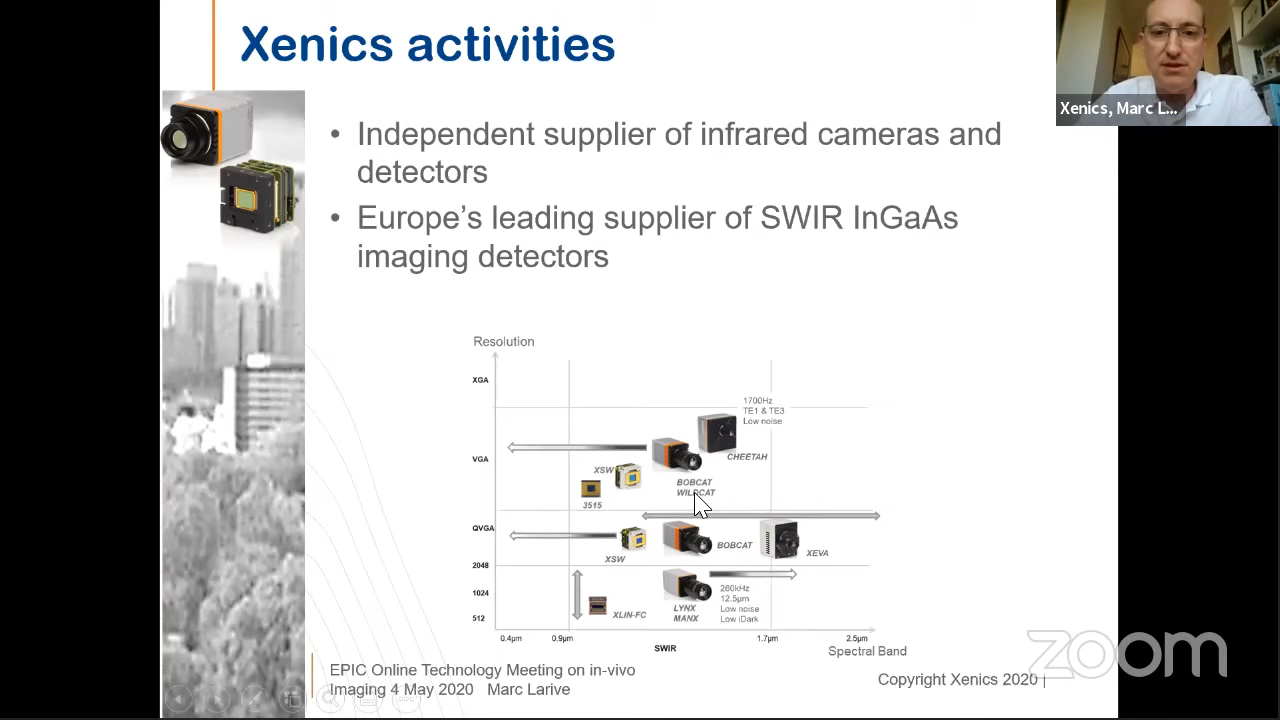 Xenics activities
Xenics, Marc L...
• Independent supplier of infrared cameras and
detectors
• Europe's leading supplier of SWIR InGaAs
imaging detectors
Resolution
XGA
1700Hz
TE1 & TE3
Low noise
CHEETAH
VGA
XSW
BOBCAT
WILDCAT
3515
QVGA
BOBCAT
XEVA
XSW
2048
1024
512
XLIN-FC
LYNX
MANX
260kHz
12.5µm
Low noise
Low iDark
0.4µm
0.9µm
1.7µm
2.5µm
SWIR
Spectral Band
EPIC Online Technology Meeting on in-vivo
Imaging 4 May 2020 Marc Larive
Copyright Xenics 2020 |
zoom